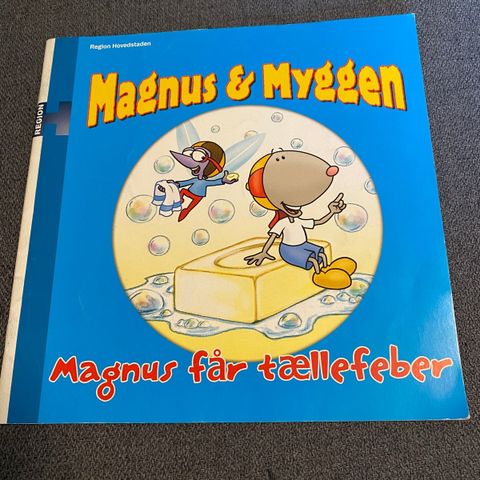 Region Hovedstaden
REGION
Magnus & Myggen
Magnus får tællefeber